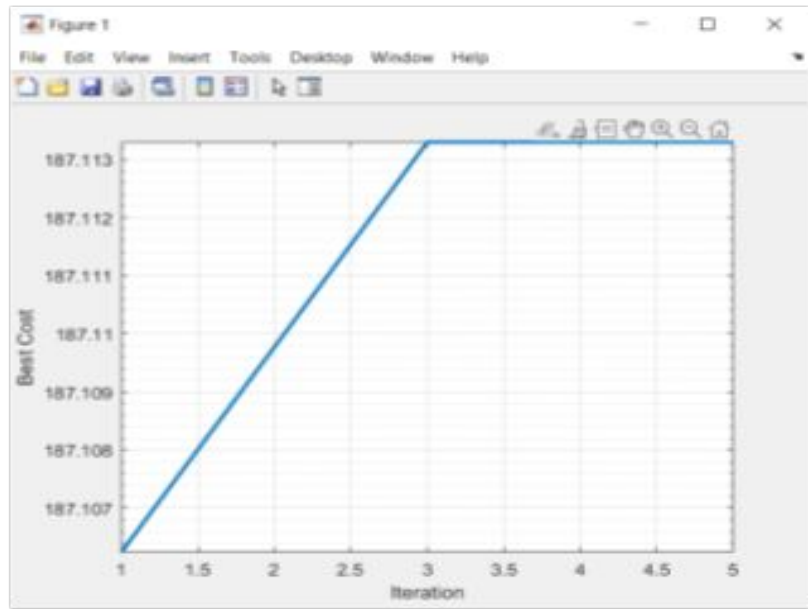 Figure 1
File Edit View Insert Tools Desktop Window Help
187.113
187.112
187.111
187.11
187.109
187.108
187.107
Best Cost
1 1.5 2 2.5 3 3.5 4 4.5 5
Iteration